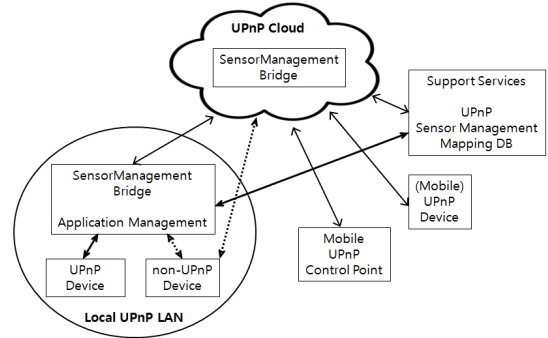 UPnP Cloud
SensorManagement
Bridge
Support Services
UPnP
Sensor Management
Mapping DB
SensorManagement
Bridge
Application Management
(Mobile)
UPnP
Device
Mobile
UPnP
Control Point
UPnP
Device
non-UPnP
Device
Local UPnP LAN